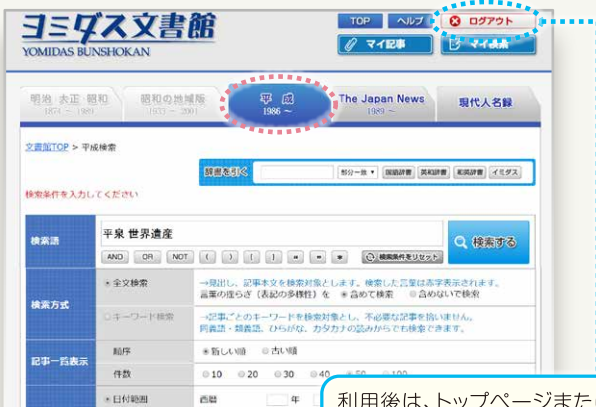 ヨミダス文書館
YOMIDAS BUNSHOKAN
TOP ヘルプ ログアウト
マイ記事 マイ検索
明治・大正・昭和 昭和の地域版 平成 The Japan News 現代人名録
1874～1989 1933～2001 1986～ 1989～
文書館TOP > 平成検索
辞書を引く 部分一致 国語辞書 英和辞書 和英辞書 イミダス
検索条件を入力してください
検索語 平泉 世界遺産
AND OR NOT ( ) [ ] 検索条件をリセット 検索する
検索方式
全文検索 →見出し、記事本文を検索対象とします。検索した言葉は赤字表示されます。
言葉の揺らぎ（表記の多様性）を 含めて検索 含めないで検索
キーワード検索 →記事ごとのキーワードを検索対象とし、不必要な記事を拾いません。
同義語・類義語、ひらがな、カタカナの読みからでも検索できます。
記事一覧表示
順序 新しい順 古い順
件数 10 20 30 40 50 100
日付範囲 西暦 年
利用後は、トップページまた